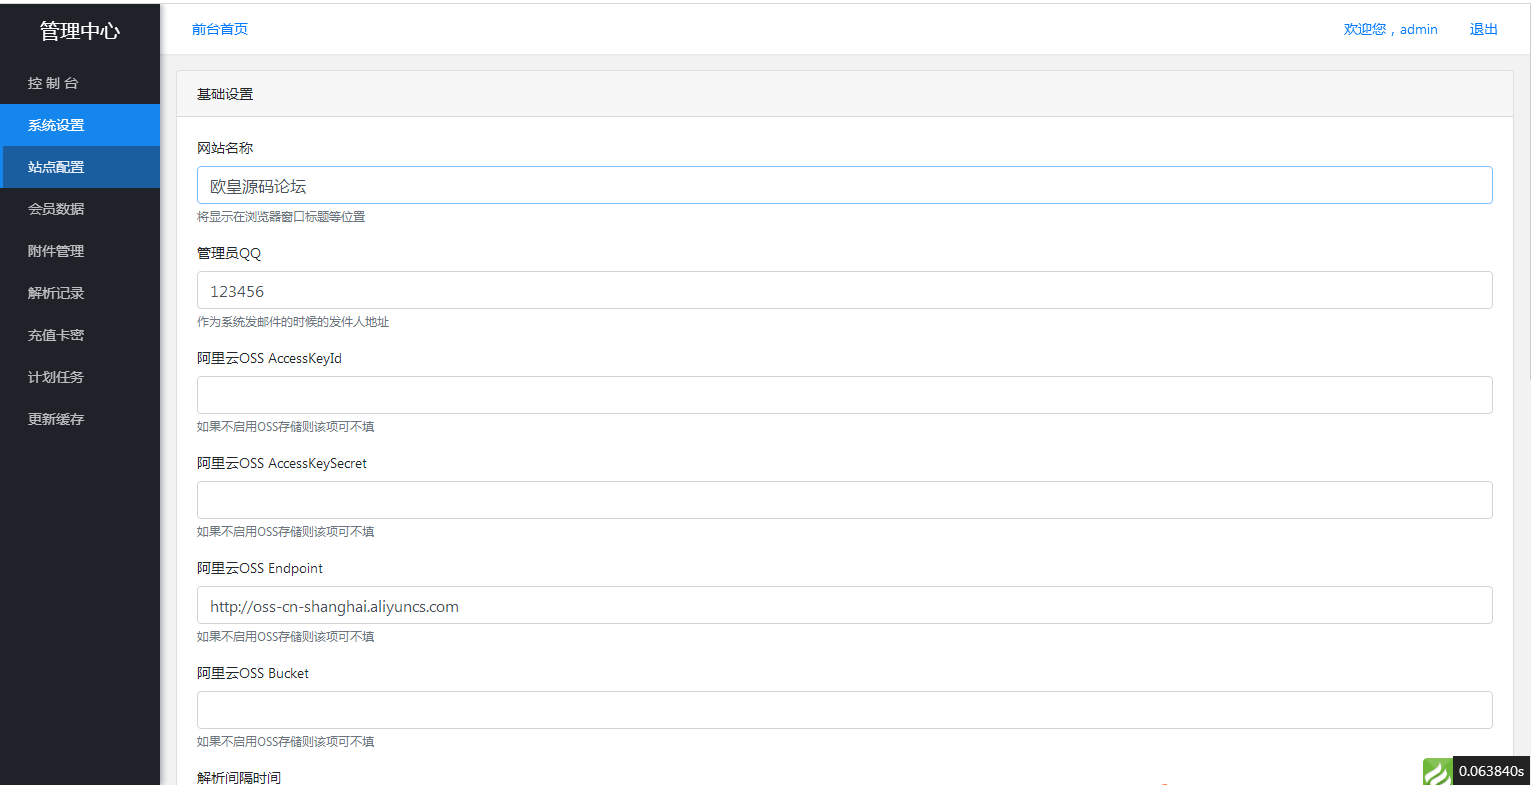 管理中心
前台首页
欢迎您，admin
退出
控 制 台
系统设置
站点配置
会员数据
附件管理
解析记录
充值卡密
计划任务
更新缓存
基础设置
网站名称
欧皇源码论坛
将显示在浏览器窗口标题等位置
管理员QQ
123456
作为系统发邮件的时候的发件人地址
阿里云OSS AccessKeyId
如果不启用OSS存储则该项可不填
阿里云OSS AccessKeySecret
如果不启用OSS存储则该项可不填
阿里云OSS Endpoint
http://oss-cn-shanghai.aliyuncs.com
如果不启用OSS存储则该项可不填
阿里云OSS Bucket
如果不启用OSS存储则该项可不填
解析间隔时间
0.063840s